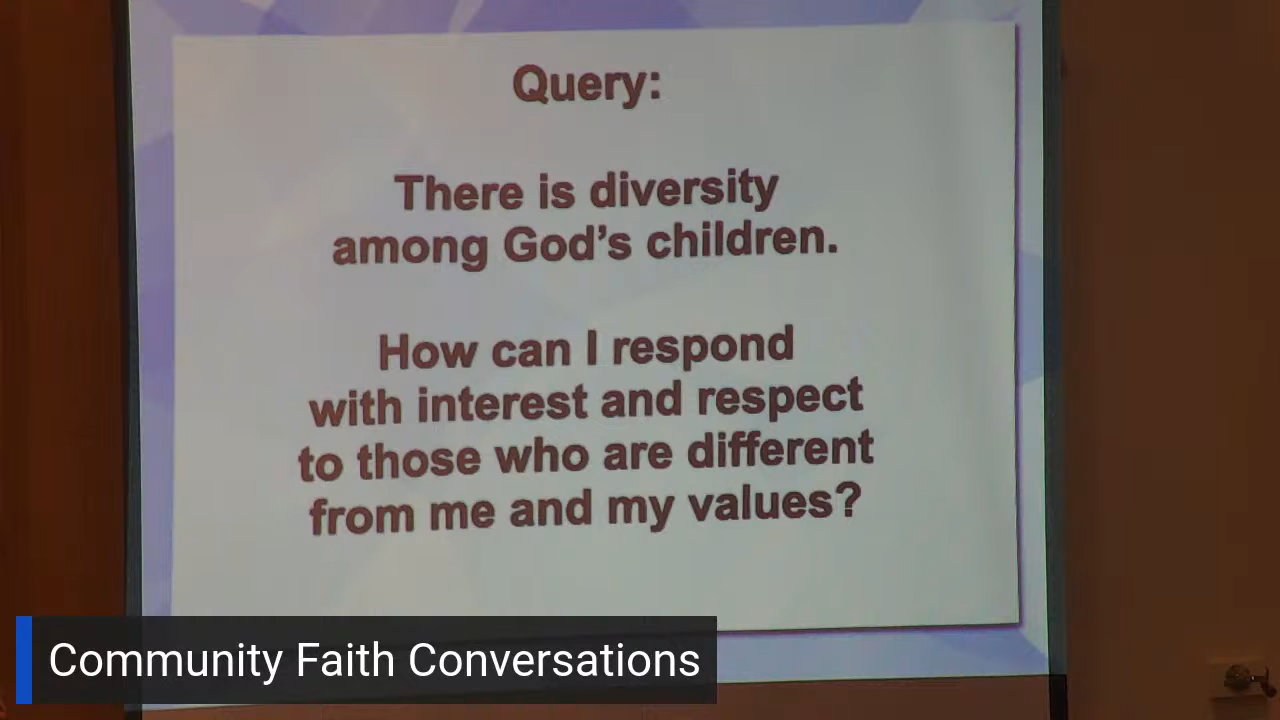 Query:
There is diversity
among God’s children.
How can I respond
with interest and respect
to those who are different
from me and my values?
Community Faith Conversations